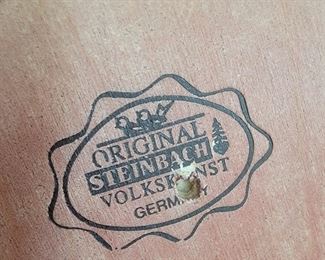 ORIGINAL
STEINBACH
VOLKSKUNST
GERMANY